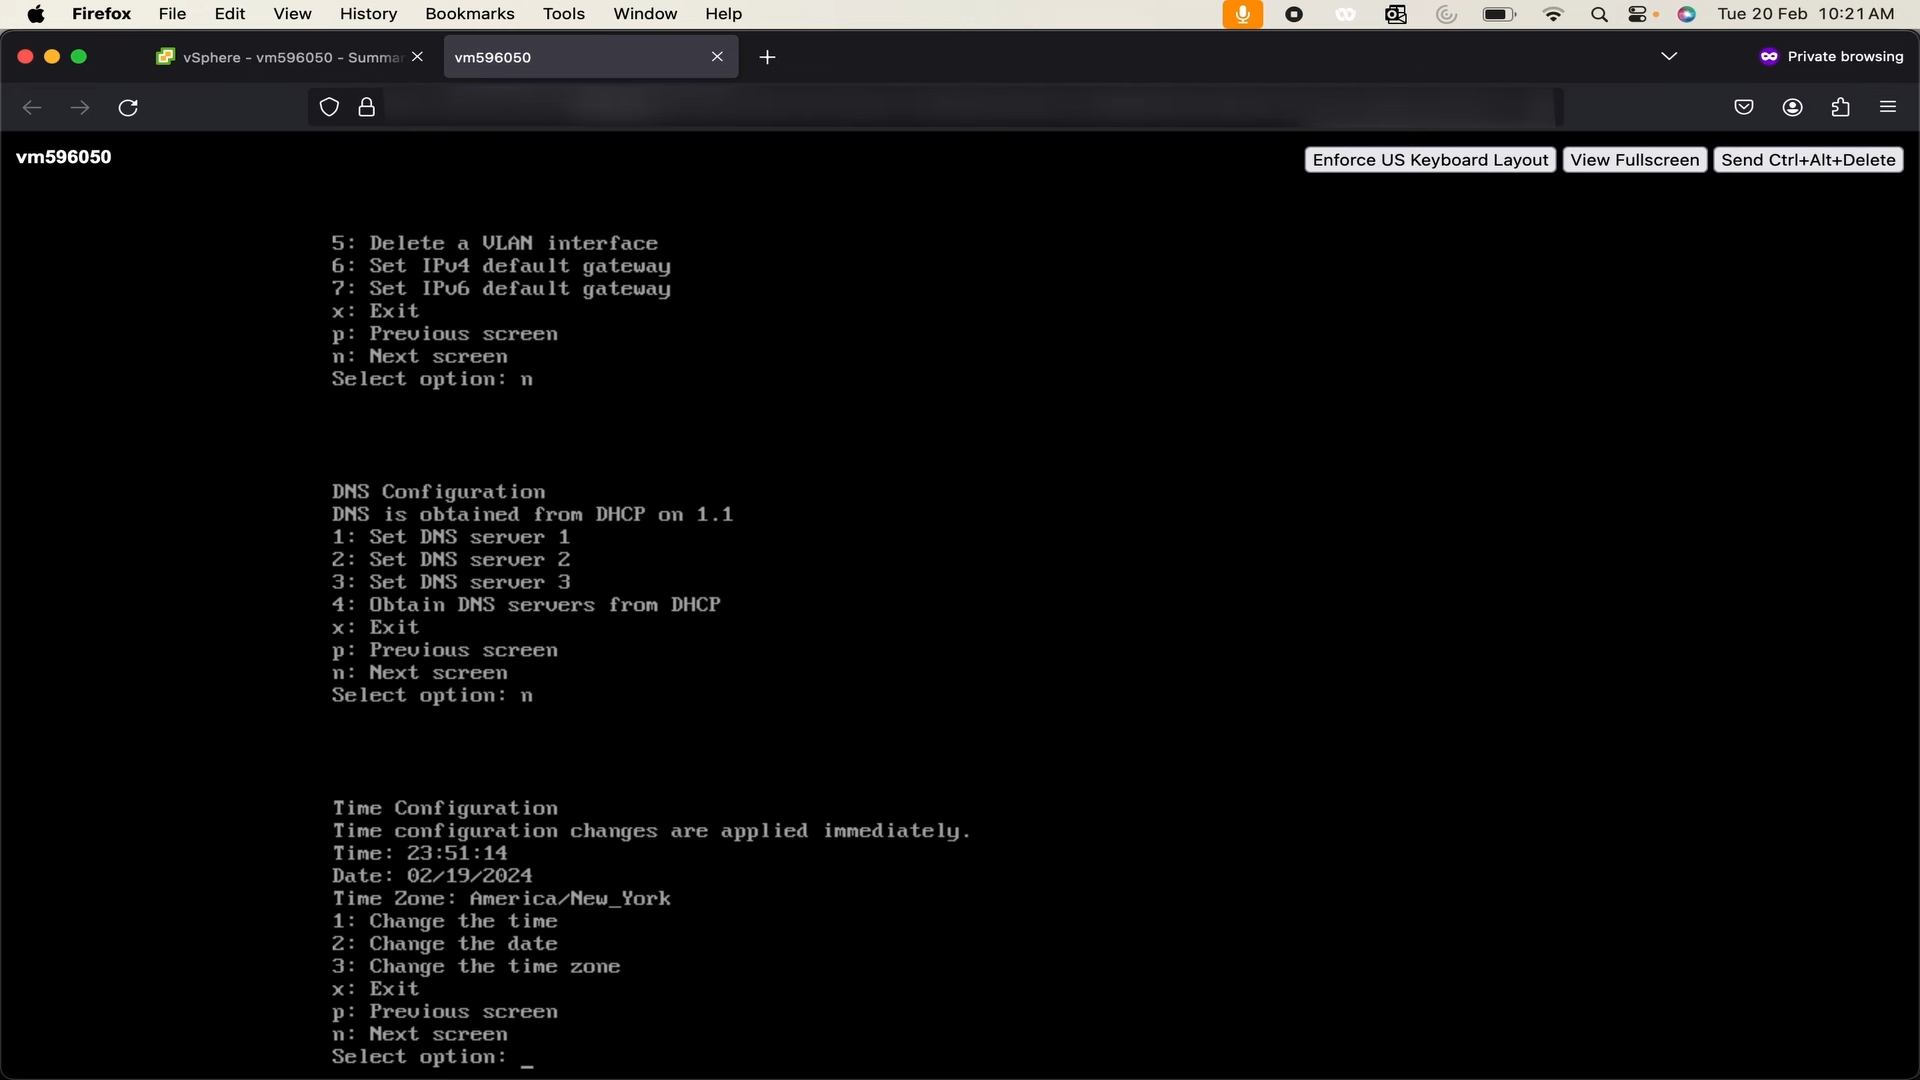 Firefox File Edit View History Bookmarks Tools Window Help Tue 20 Feb 10:21 AM
vSphere - vm596050 - Summar vm596050 Private browsing
vm596050 Enforce US Keyboard Layout View Fullscreen Send Ctrl+Alt+Delete
5: Delete a VLAN interface
6: Set IPv4 default gateway
7: Set IPv6 default gateway
x: Exit
p: Previous screen
n: Next screen
Select option: n
DNS Configuration
DNS is obtained from DHCP on 1.1
1: Set DNS server 1
2: Set DNS server 2
3: Set DNS server 3
4: Obtain DNS servers from DHCP
x: Exit
p: Previous screen
n: Next screen
Select option: n
Time Configuration
Time configuration changes are applied immediately.
Time: 23:51:14
Date: 02/19/2024
Time Zone: America/New_York
1: Change the time
2: Change the date
3: Change the time zone
x: Exit
p: Previous screen
n: Next screen
Select option: _